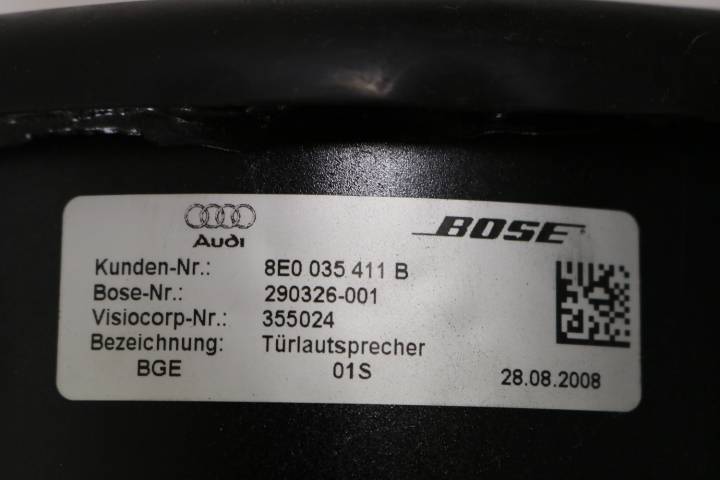 Audi BOSE
Kunden-Nr.: 8E0 035 411 B
Bose-Nr.: 290326-001
Visiocorp-Nr.: 355024
Bezeichnung: Türlautsprecher
BGE 01S 28.08.2008